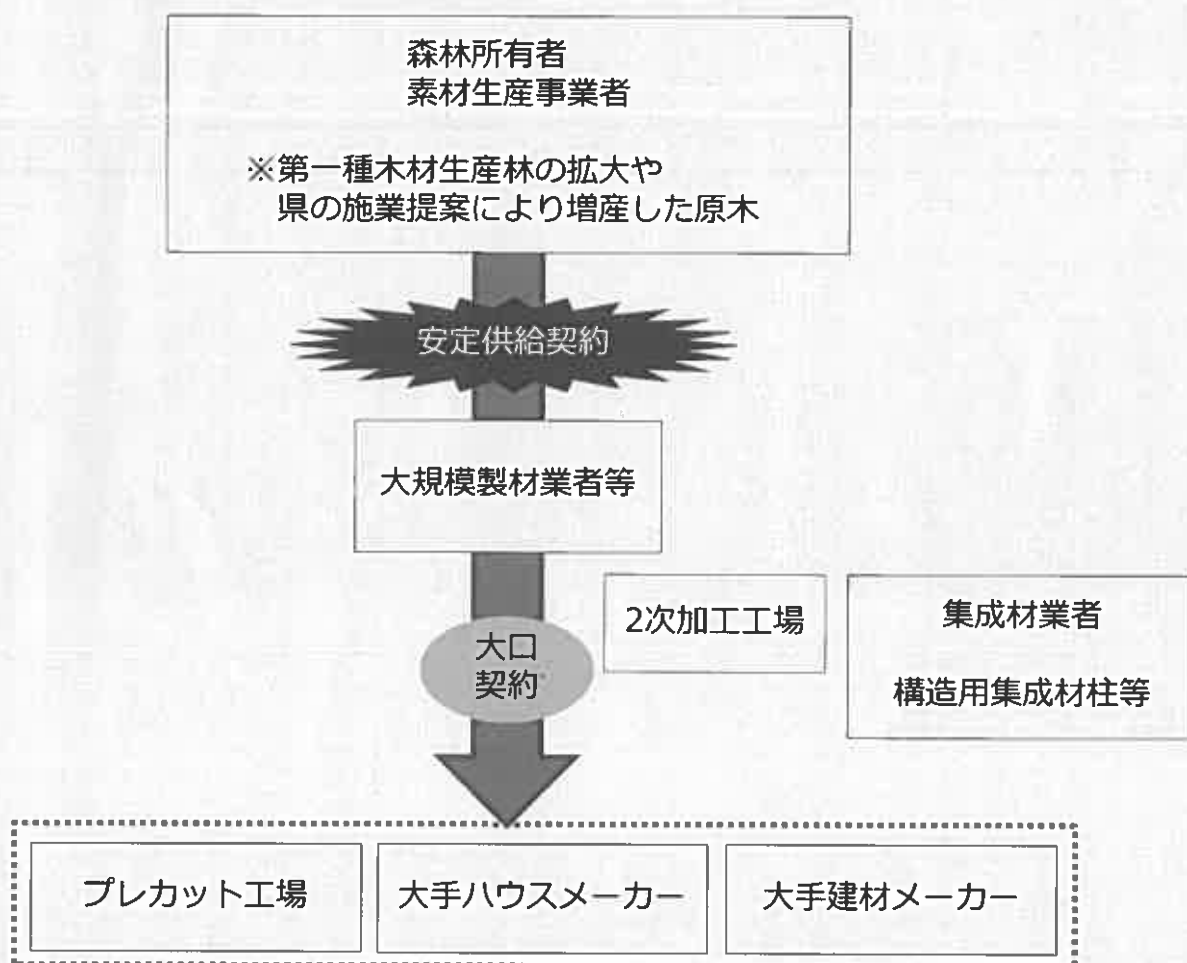 森林所有者
素材生産事業者
※第一種木材生産林の拡大や
県の施業提案により増産した原木
安定供給契約
大規模製材業者等
大口
契約
2次加工工場
集成材業者
構造用集成材柱等
プレカット工場
大手ハウスメーカー
大手建材メーカー